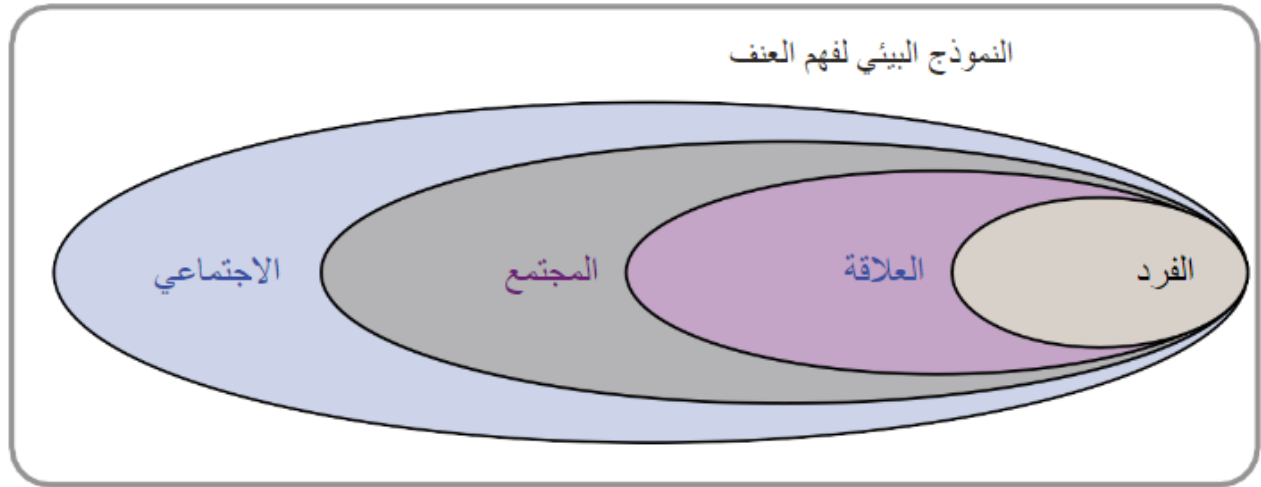 النموذج البيئي لفهم العنف
الفرد
العلاقة
المجتمع
الاجتماعي